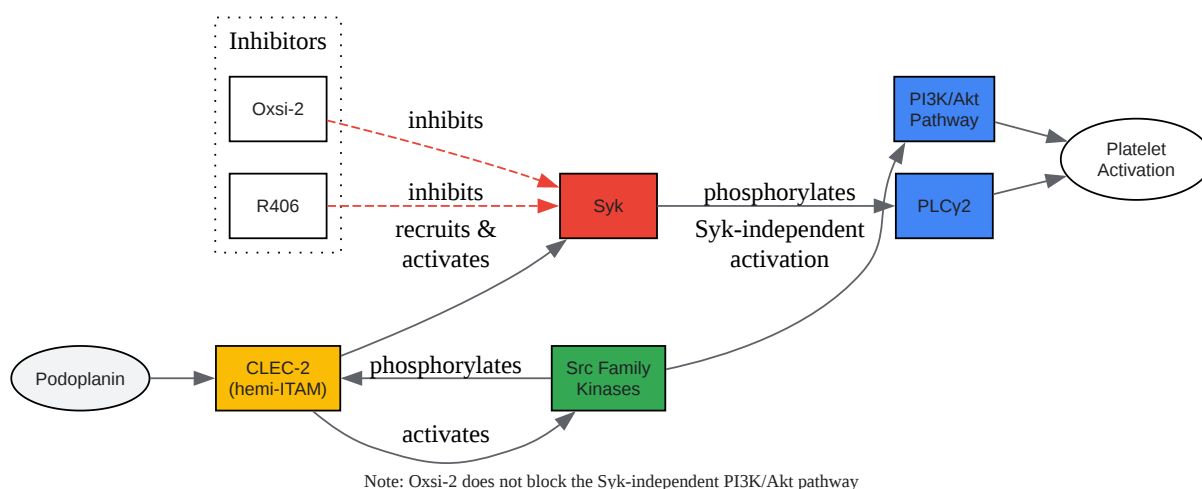 Inhibitors
Oxsi-2
inhibits
PI3K/Akt
Pathway
Platelet
Activation
R406
inhibits
Syk
phosphorylates
PLCγ2
recruits &
activates
Syk-independent
activation
Podoplanin
CLEC-2
(hemi-ITAM)
phosphorylates
Src Family
Kinases
activates
Note: Oxsi-2 does not block the Syk-independent PI3K/Akt pathway